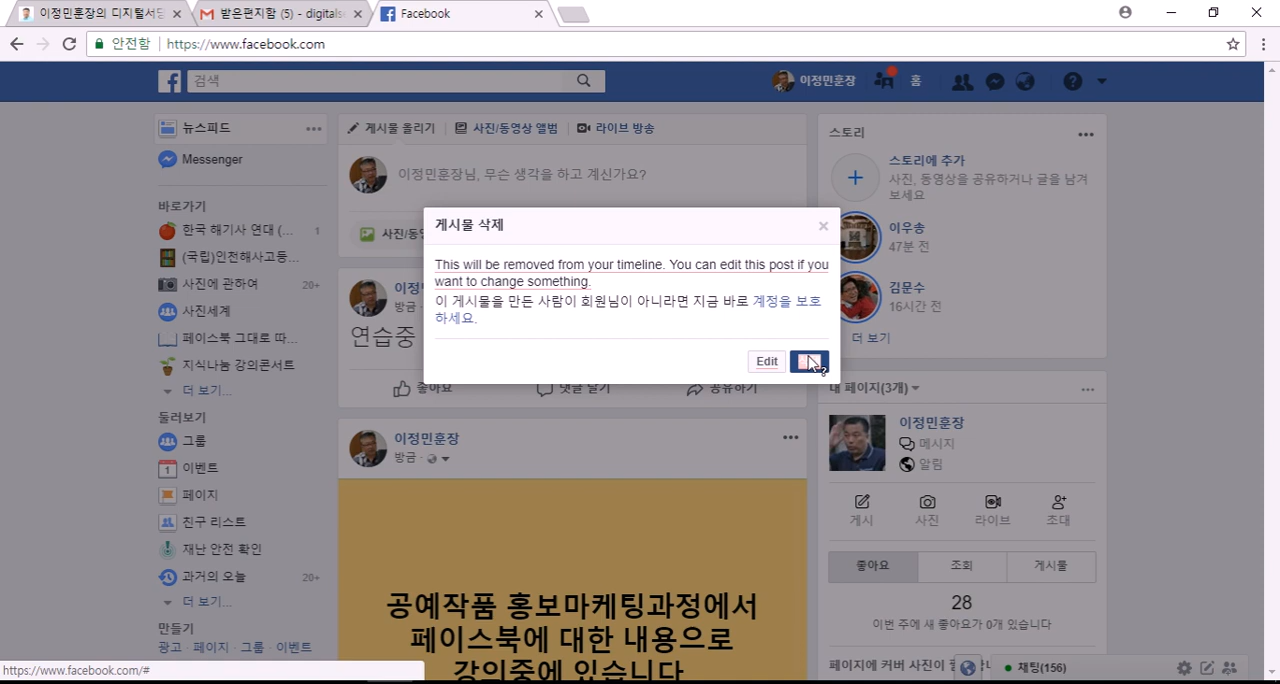 이정민훈장의 디지털서당
받은편지함 (5) - digitals
Facebook
안전함 https://www.facebook.com
검색
이정민훈장 홈
뉴스피드
Messenger
바로가기
한국 해기사 연대 (... 1
(국립)인천해사고등...
사진에 관하여 20+
사진세계
페이스북 그대로 따...
지식나눔 강의콘서트
더 보기...
둘러보기
그룹
이벤트
페이지
친구 리스트
재난 안전 확인
과거의 오늘 20+
더 보기...
만들기
광고 · 페이지 · 그룹 · 이벤트
https://www.facebook.com/#
게시물 올리기 사진/동영상 앨범 라이브 방송
이정민훈장님, 무슨 생각을 하고 계신가요?
게시물 삭제
This will be removed from your timeline. You can edit this post if you
want to change something.
이 게시물을 만든 사람이 회원님이 아니라면 지금 바로 계정을 보호
하세요.
Edit
방금
연습중
좋아요 댓글 달기 공유하기
이정민훈장
방금
공예작품 홍보마케팅과정에서
페이스북에 대한 내용으로
강의중에 있습니다
스토리
스토리에 추가
사진, 동영상을 공유하거나 글을 남겨
보세요
이우송
47분 전
김문수
16시간 전
더 보기
내 페이지(3개)
이정민훈장
메시지
알림
게시 사진 라이브 초대
좋아요 조회 게시물
28
이번 주에 새 좋아요가 0개 있습니다
페이지에 커버 사진이
채팅(156)